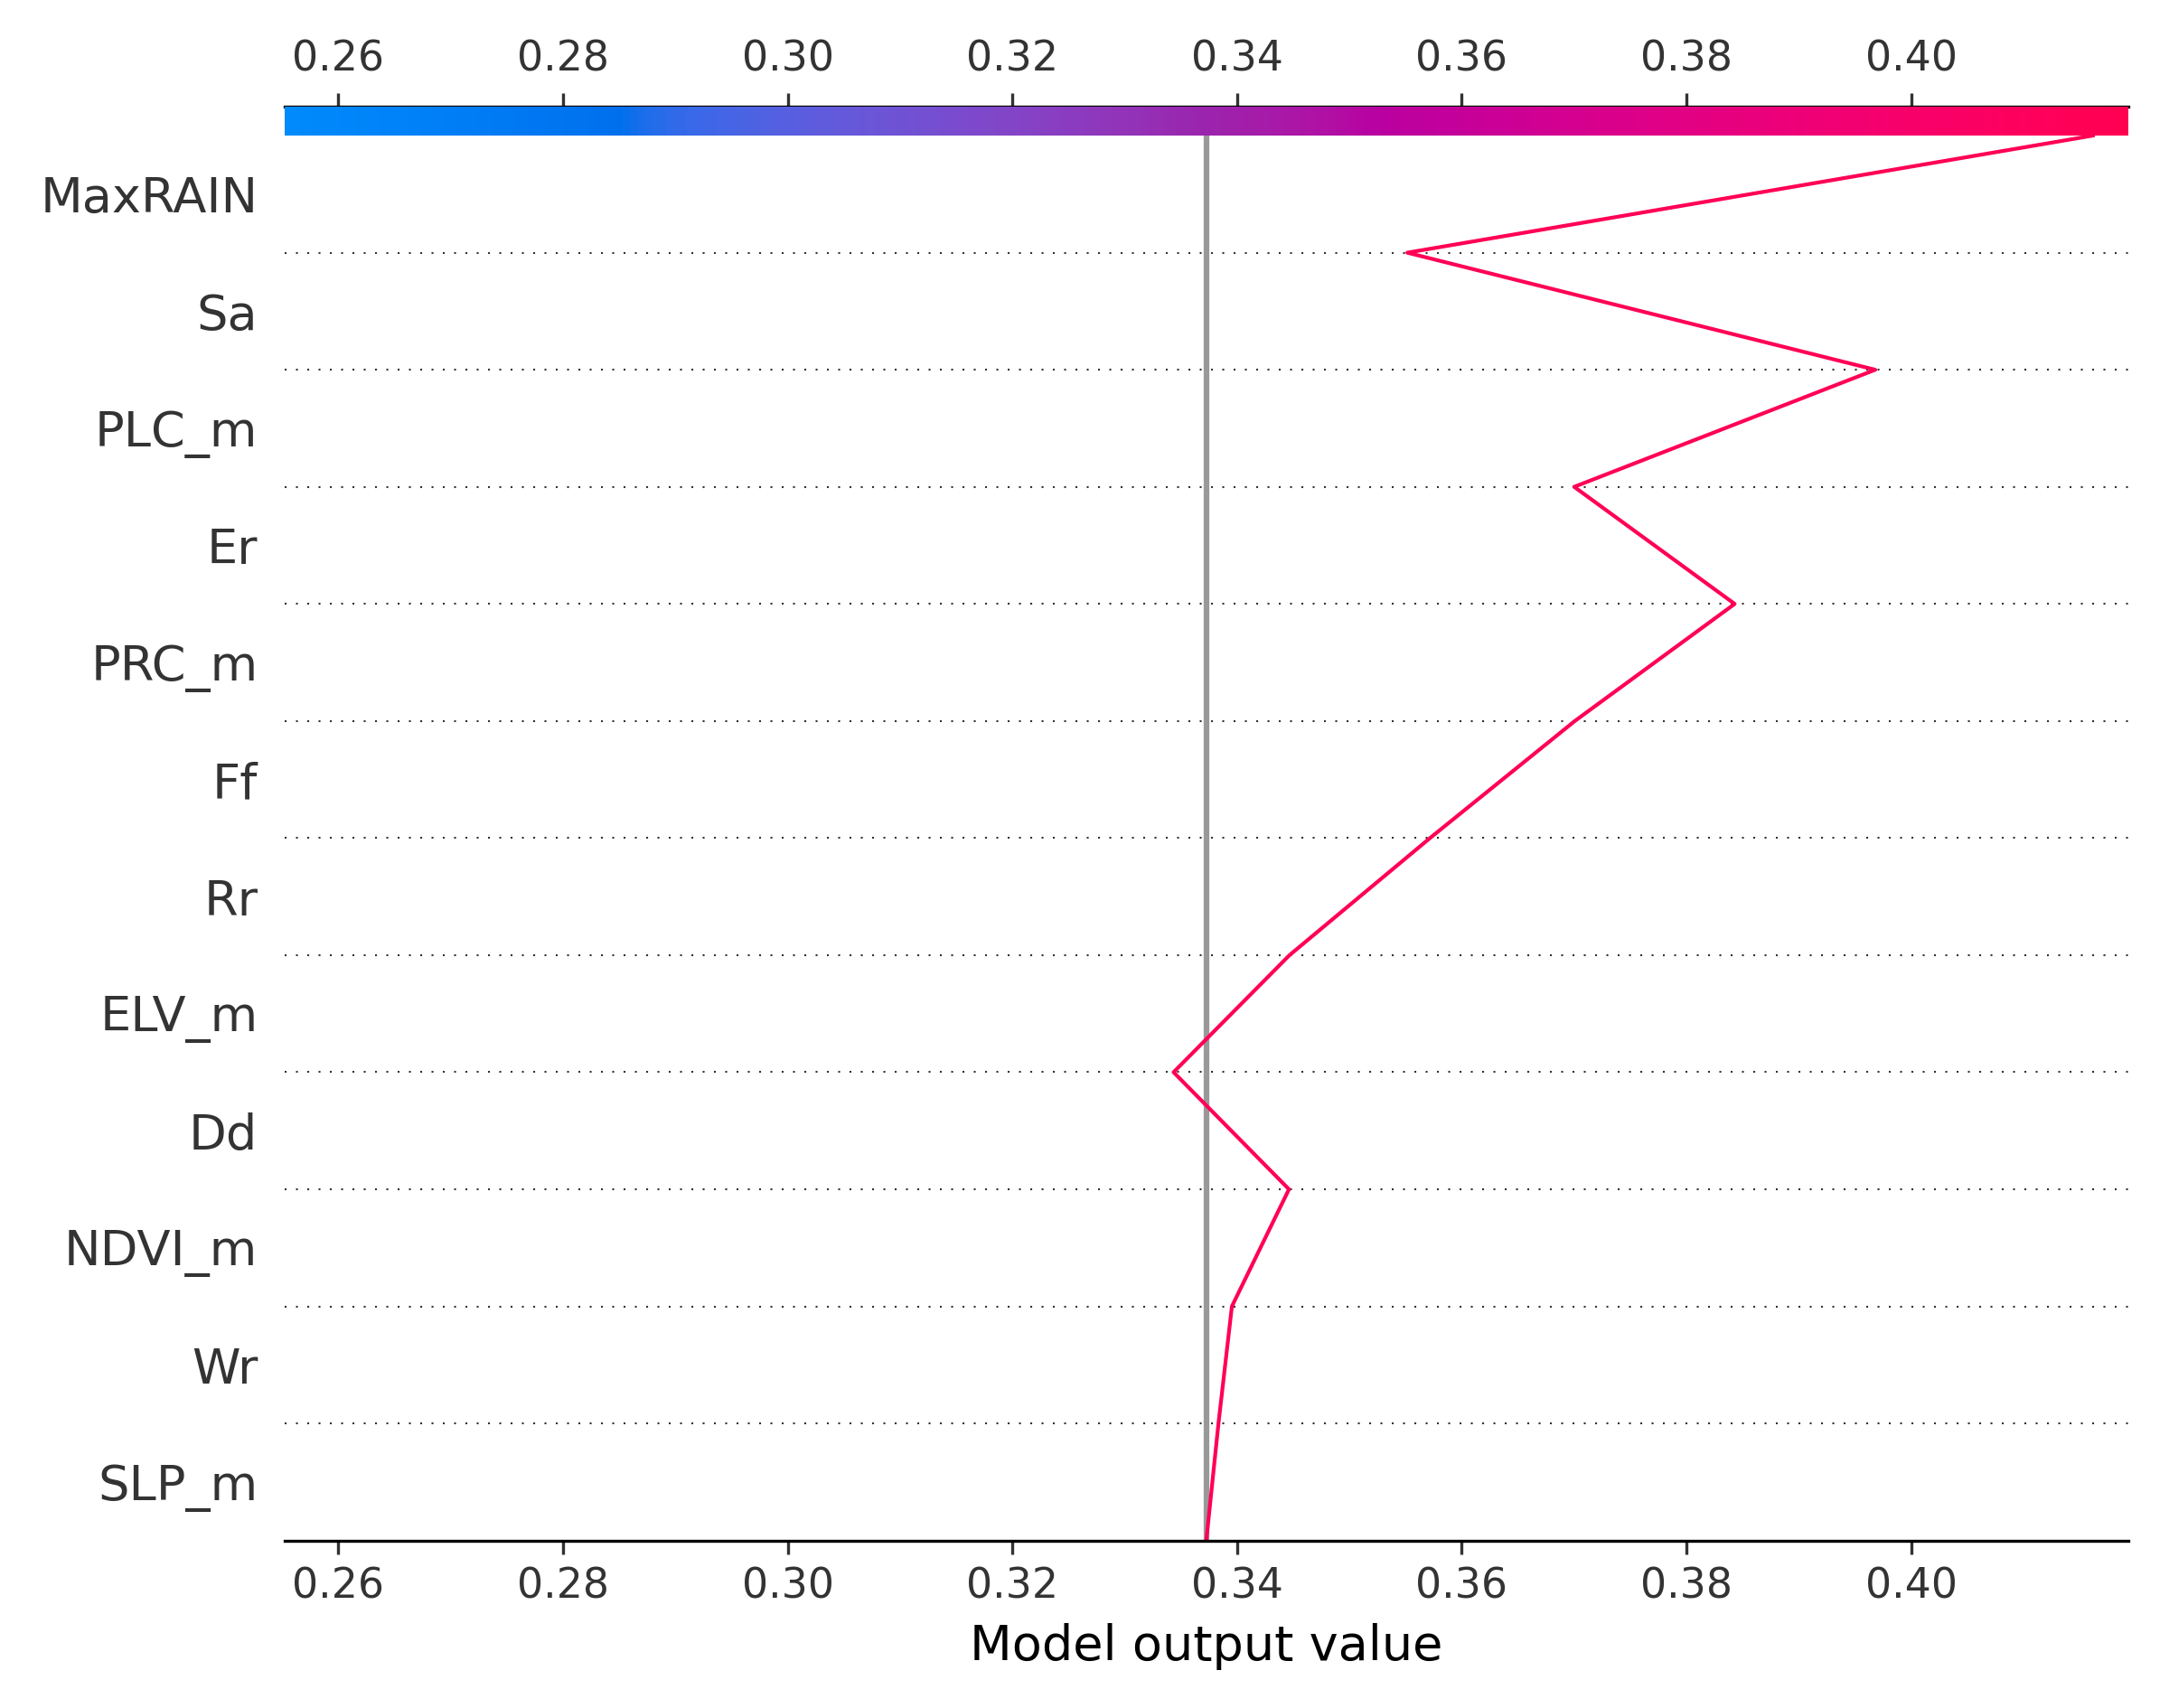 0.26 0.28 0.30 0.32 0.34 0.36 0.38 0.40
MaxRAIN
Sa
PLC_m
Er
PRC_m
Ff
Rr
ELV_m
Dd
NDVI_m
Wr
SLP_m
0.26 0.28 0.30 0.32 0.34 0.36 0.38 0.40
Model output value